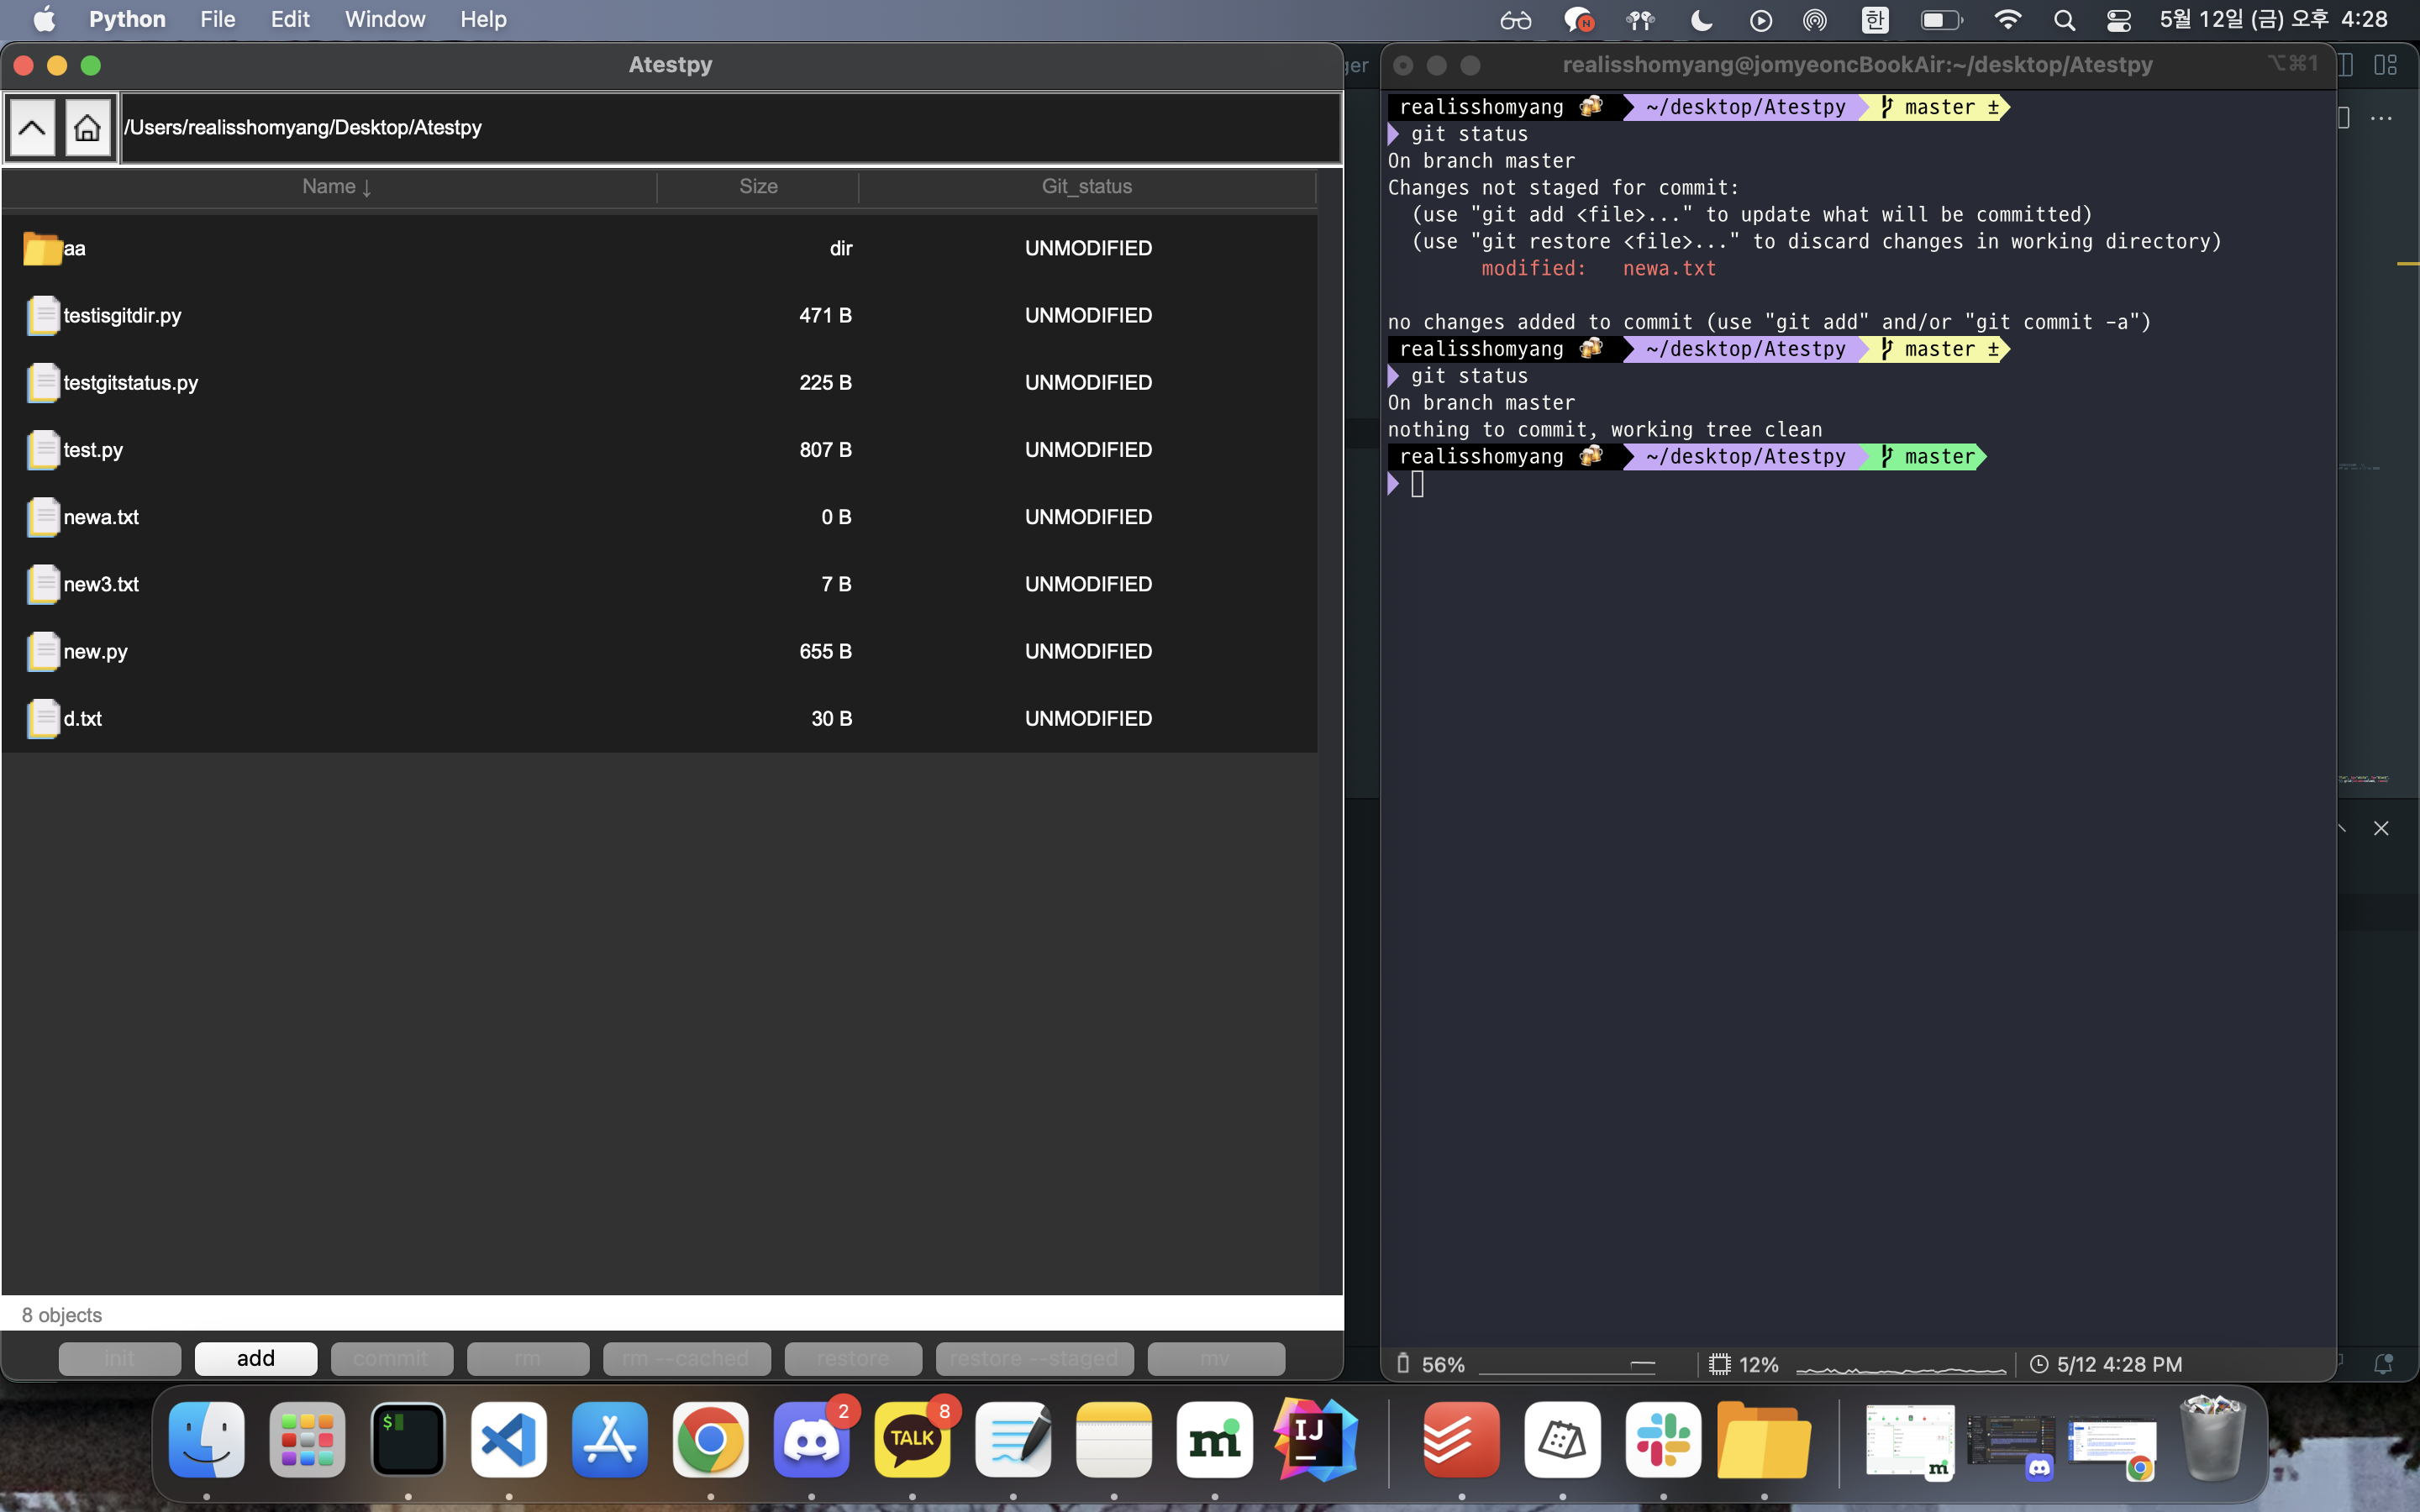 Python File Edit Window Help
5월 12일 (금) 오후 4:28
한
Atestpy
/Users/realisshomyang/Desktop/Atestpy
Name ↓ Size Git_status
aa dir UNMODIFIED
testisgitdir.py 471 B UNMODIFIED
testgitstatus.py 225 B UNMODIFIED
test.py 807 B UNMODIFIED
newa.txt 0 B UNMODIFIED
new3.txt 7 B UNMODIFIED
new.py 655 B UNMODIFIED
d.txt 30 B UNMODIFIED
8 objects
init add commit rm rm --cached restore restore --staged mv
ger
realisshomyang@jomyeoncBookAir:~/desktop/Atestpy ⌥⌘1
realisshomyang 🍻 ~/desktop/Atestpy master ±
git status
On branch master
Changes not staged for commit:
(use "git add <file>..." to update what will be committed)
(use "git restore <file>..." to discard changes in working directory)
modified: newa.txt
no changes added to commit (use "git add" and/or "git commit -a")
realisshomyang 🍻 ~/desktop/Atestpy master ±
git status
On branch master
nothing to commit, working tree clean
realisshomyang 🍻 ~/desktop/Atestpy master
56% 12% 5/12 4:28 PM
$
2
8
TALK
m
IJ
m